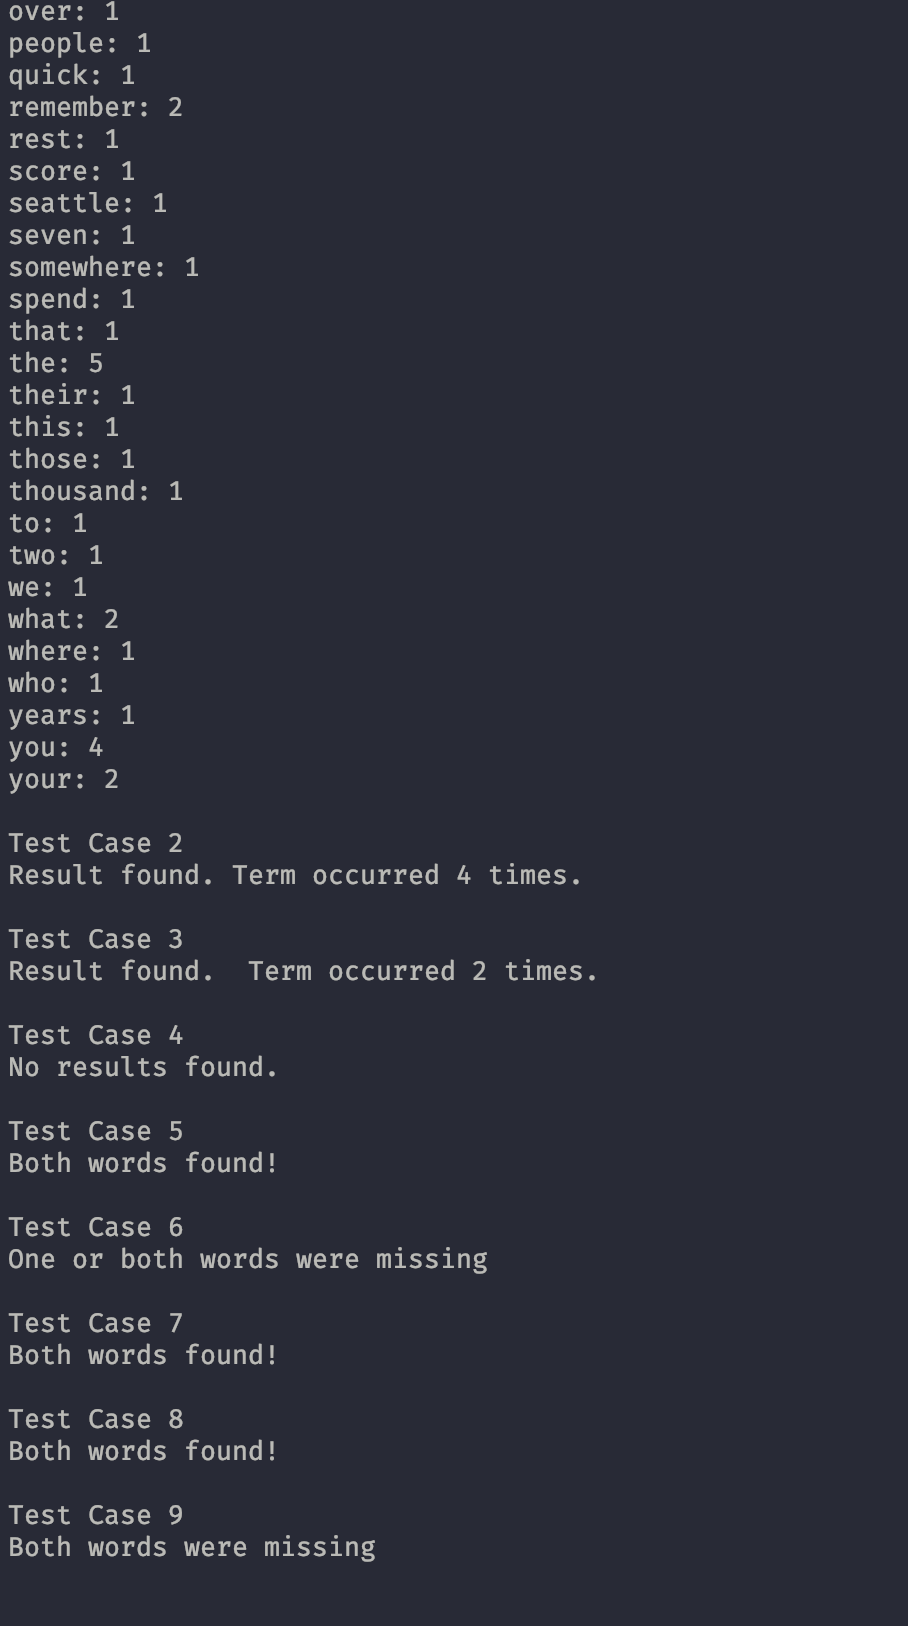 over: 1
people: 1
quick: 1
remember: 2
rest: 1
score: 1
seattle: 1
seven: 1
somewhere: 1
spend: 1
that: 1
the: 5
their: 1
this: 1
those: 1
thousand: 1
to: 1
two: 1
we: 1
what: 2
where: 1
who: 1
years: 1
you: 4
your: 2

Test Case 2
Result found. Term occurred 4 times.

Test Case 3
Result found.  Term occurred 2 times.

Test Case 4
No results found.

Test Case 5
Both words found!

Test Case 6
One or both words were missing

Test Case 7
Both words found!

Test Case 8
Both words found!

Test Case 9
Both words were missing